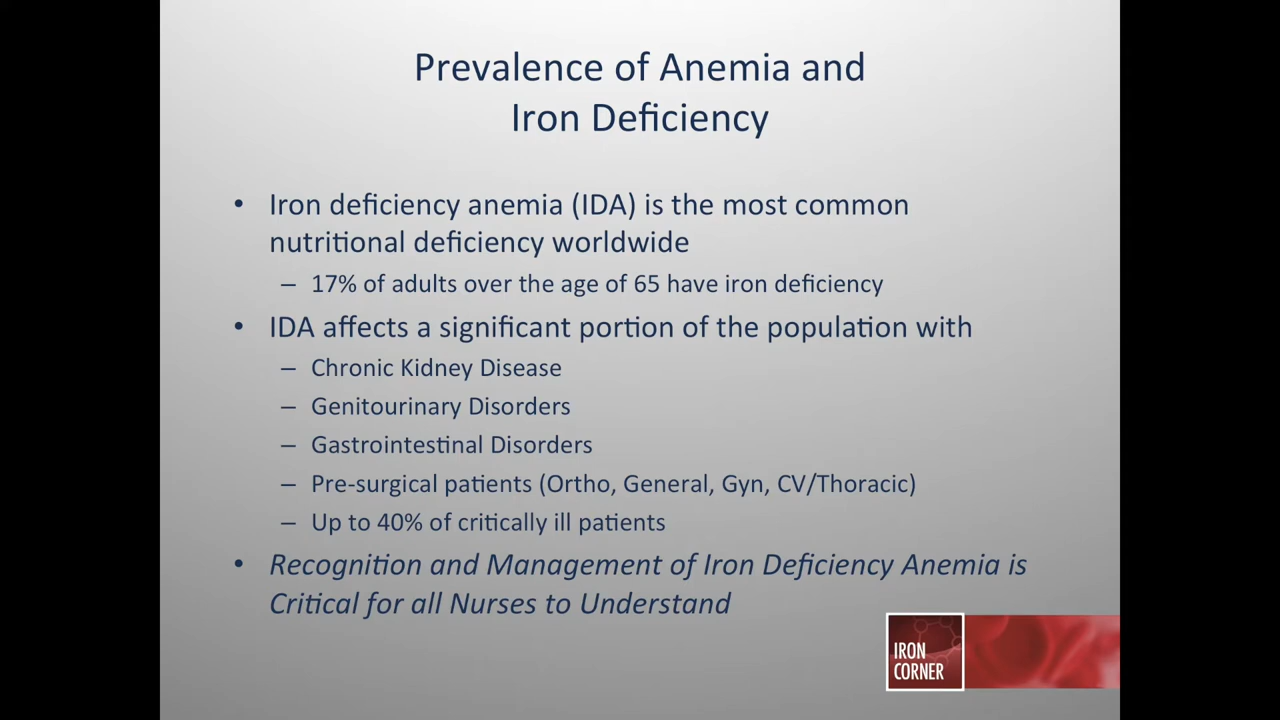 Prevalence of Anemia and
Iron Deficiency
• Iron deficiency anemia (IDA) is the most common
nutritional deficiency worldwide
– 17% of adults over the age of 65 have iron deficiency
• IDA affects a significant portion of the population with
– Chronic Kidney Disease
– Genitourinary Disorders
– Gastrointestinal Disorders
– Pre-surgical patients (Ortho, General, Gyn, CV/Thoracic)
– Up to 40% of critically ill patients
• Recognition and Management of Iron Deficiency Anemia is
Critical for all Nurses to Understand
IRON
CORNER